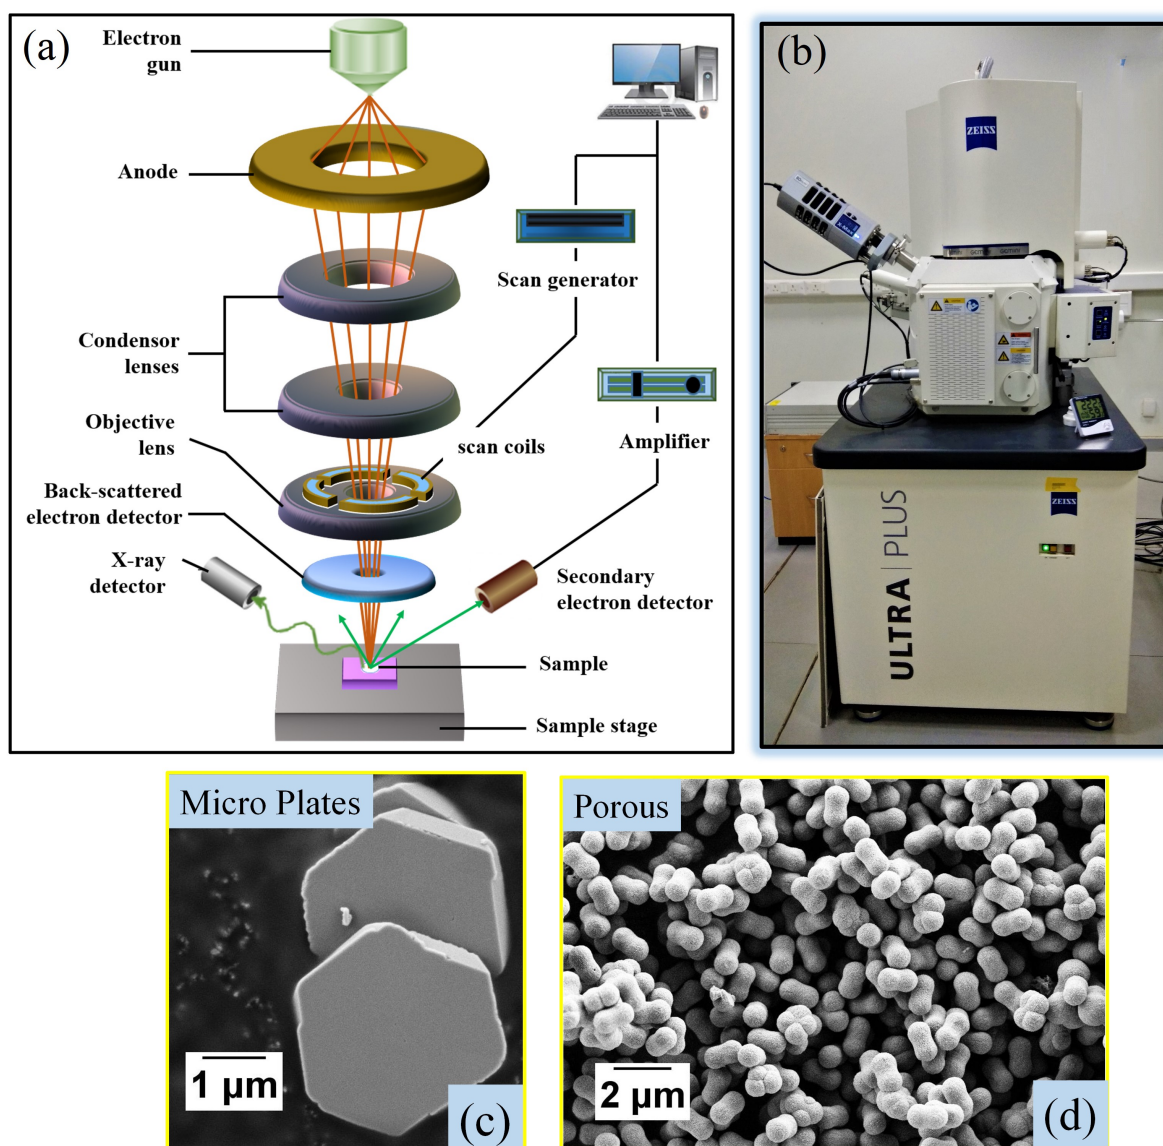 (a)
Electron
gun
Anode
Scan generator
Condensor
lenses
Objective
lens
scan coils
Amplifier
Back-scattered
electron detector
X-ray
detector
Secondary
electron detector
Sample
Sample stage
(b)
ZEISS
ZEISS
ULTRA | PLUS
Micro Plates
1 µm
(c)
Porous
2 µm
(d)